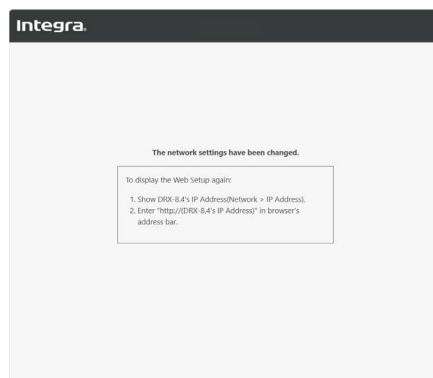 Integra.
The network settings have been changed.
To display the Web Setup again:
1. Show DRX-8.4's IP Address(Network > IP Address).
2. Enter "http://(DRX-8.4's IP Address)" in browser's
address bar.